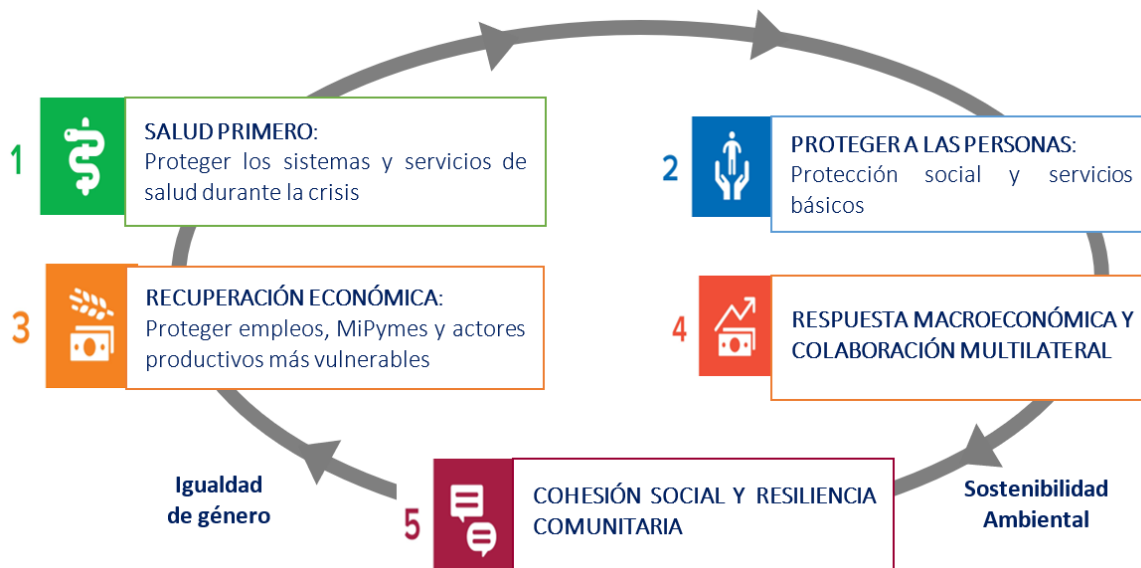 1
SALUD PRIMERO:
Proteger los sistemas y servicios de
salud durante la crisis
2
PROTEGER A LAS PERSONAS:
Protección social y servicios
básicos
3
RECUPERACIÓN ECONÓMICA:
Proteger empleos, MiPymes y actores
productivos más vulnerables
4
RESPUESTA MACROECONÓMICA Y
COLABORACIÓN MULTILATERAL
Igualdad
de género
5
COHESIÓN SOCIAL Y RESILIENCIA
COMUNITARIA
Sostenibilidad
Ambiental